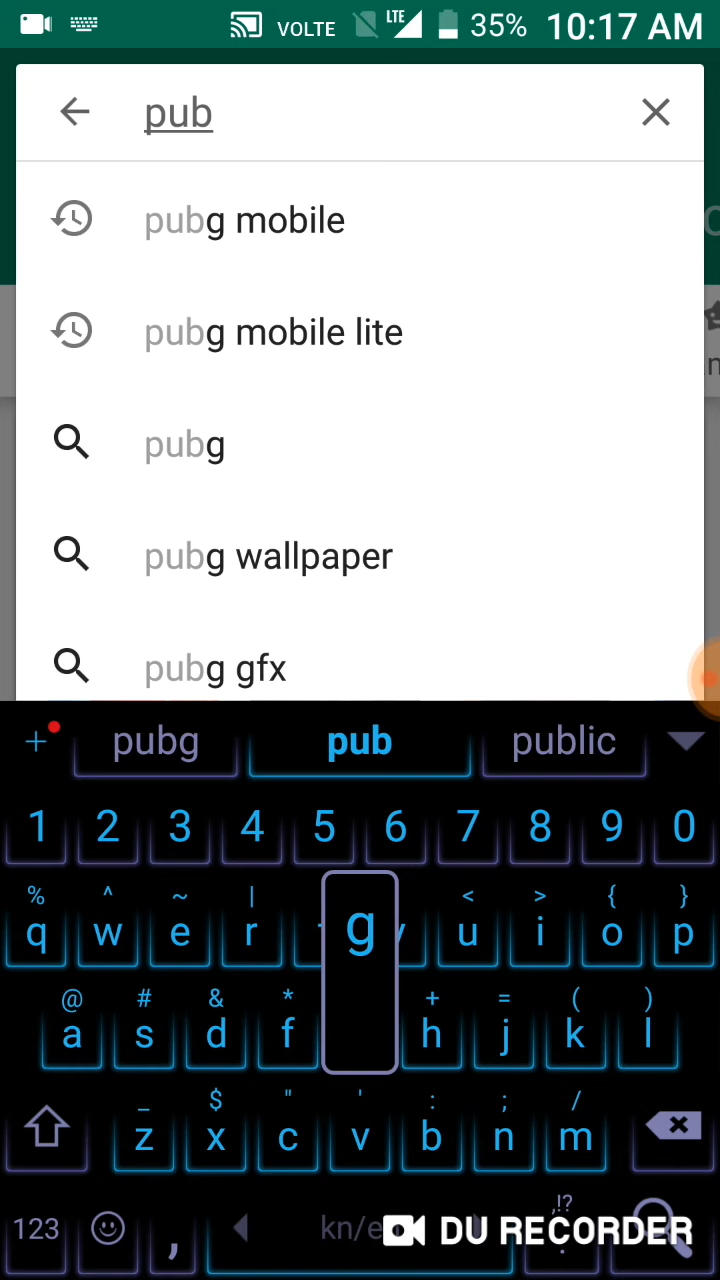 VOLTE LTE 35% 10:17 AM
pub
pubg mobile
pubg mobile lite
pubg
pubg wallpaper
pubg gfx
+ pubg pub public
1 2 3 4 5 6 7 8 9 0
% ^ ~ | < > { }
q w e r g u i o p
@ # & * + = ( )
a s d f h j k l
_ $ " ' : ; /
z x c v b n m
,!?
123 , kn/e .
DU RECORDER